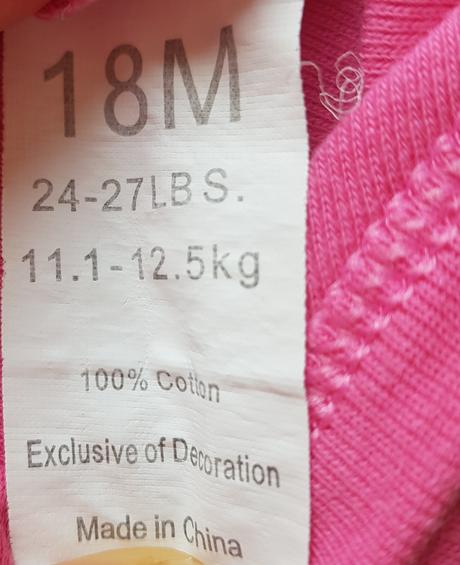 18M
24-27LBS.
11.1-12.5kg
100% Cotton
Exclusive of Decoration
Made in China